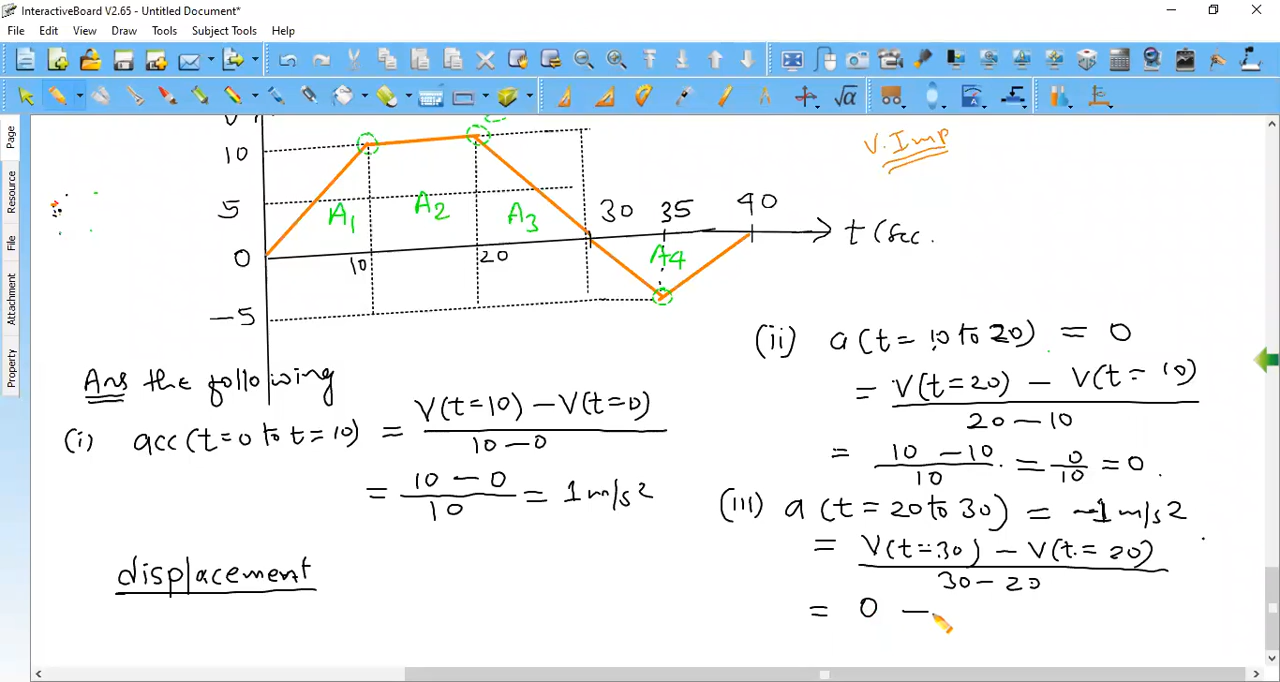 InteractiveBoard V2.65 - Untitled Document*
File Edit View Draw Tools Subject Tools Help
Page
Resource
File
Attachment
Property
V. Imp
10
5
0
-5
A1 A2 A3 A4
10 20 30 35 40
t (sec.
Ans the following
(i) acc (t=0 to t=10) = V(t=10) - V(t=0) / 10-0
= 10 - 0 / 10 = 1 m/s2
displacement
(ii) a (t= 10 to 20) = 0
= V(t=20) - V(t= 10) / 20-10
= 10 - 10 / 10 = 0/10 = 0.
(iii) a (t= 20 to 30) = -1 m/s2
= V(t=30) - V(t= 20) / 30-20
= 0 -